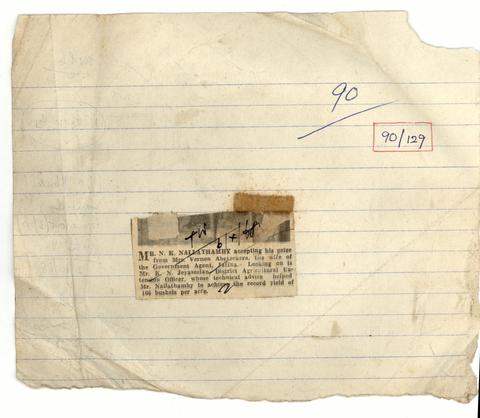 90
90/129
MR. N. K. NALLATHAMBY accepting his prize
from Mrs. Vernon Abeysekera, the wife of
the Government Agent, Jaffna. Looking on is
Mr. K. N. Jeyaseelan, District Agricultural Ex-
tension Officer, whose technical advice helped
Mr. Nallathamby to achieve the record yield of
166 bushels per acre.
22